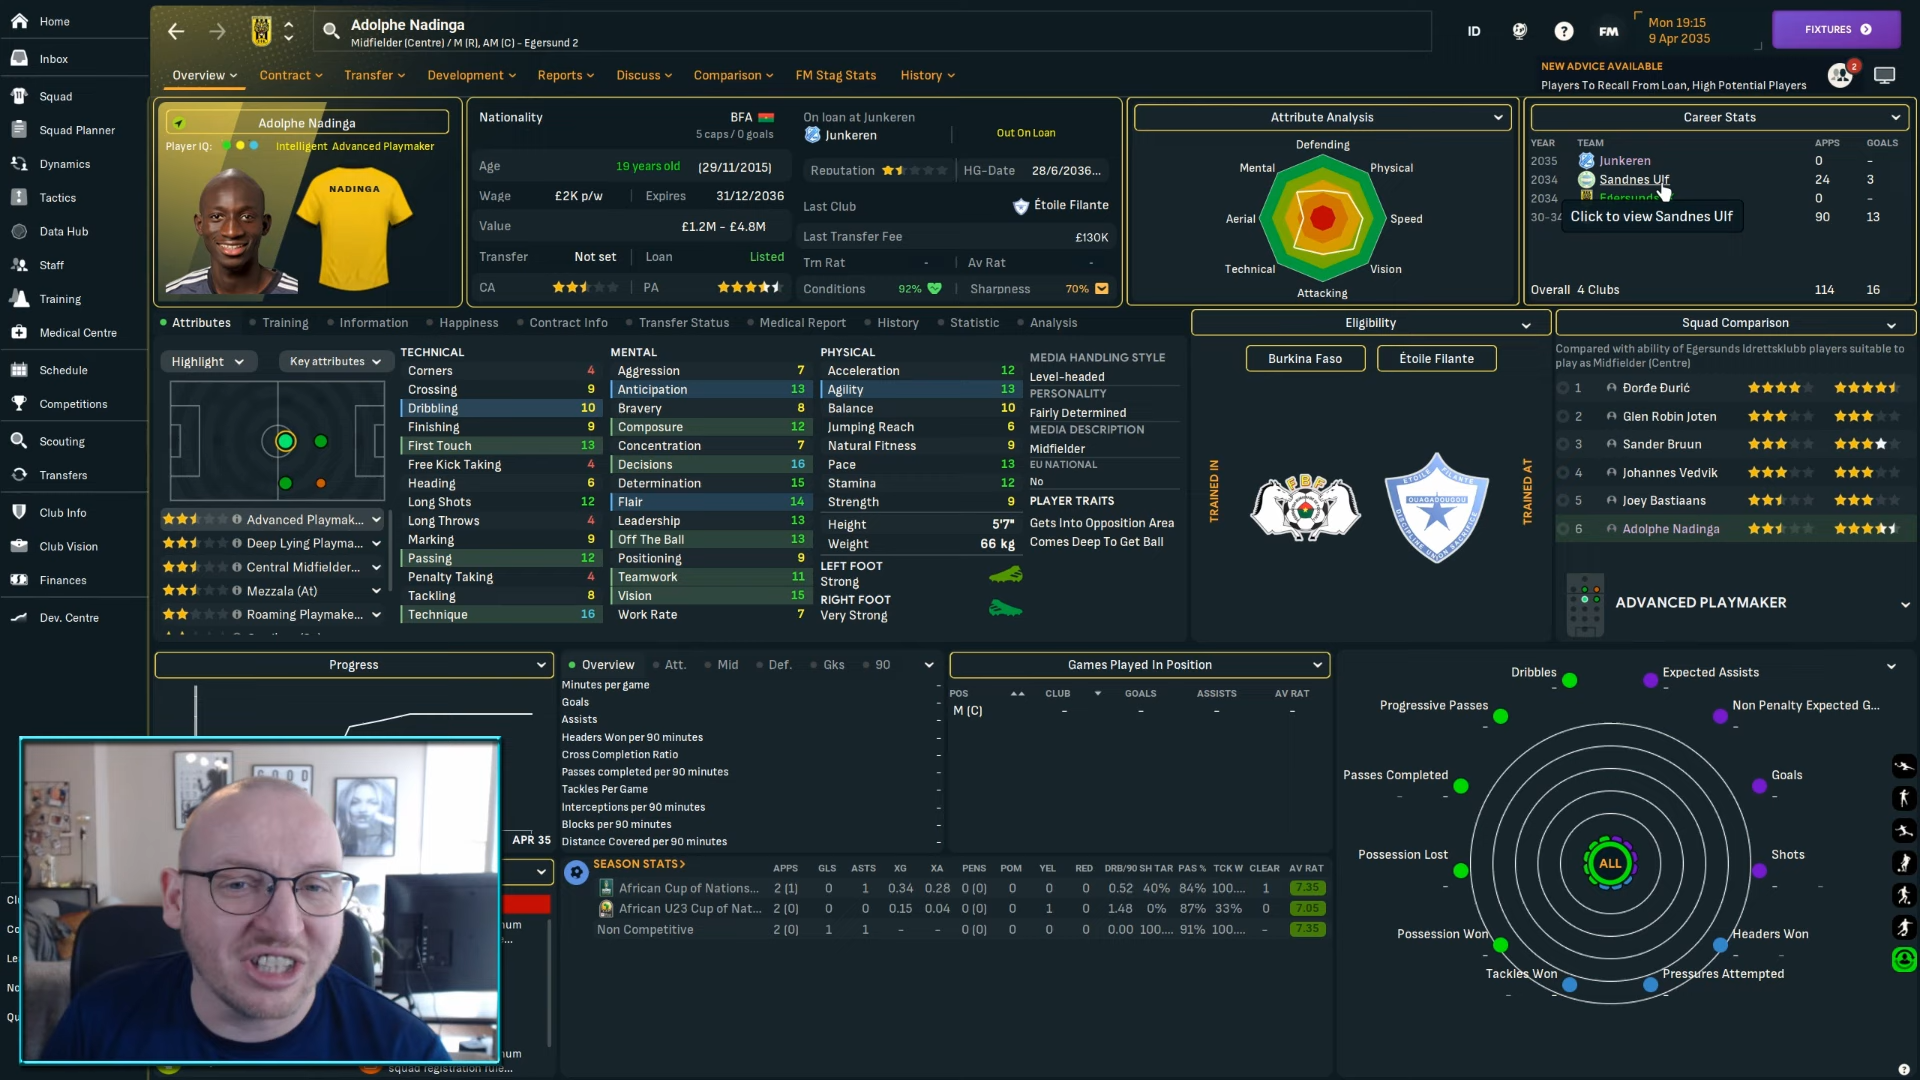 Home
Inbox
Squad
Squad Planner
Dynamics
Tactics
Data Hub
Staff
Training
Medical Centre
Schedule
Competitions
Scouting
Transfers
Club Info
Club Vision
Finances
Dev. Centre
Adolphe Nadinga
Midfielder (Centre) / M (R), AM (C) - Egersund 2
ID
FM
Mon 19:15
9 Apr 2035
FIXTURES
Overview
Contract
Transfer
Development
Reports
Discuss
Comparison
FM Stag Stats
History
NEW ADVICE AVAILABLE
Players To Recall From Loan, High Potential Players
2
Adolphe Nadinga
Player IQ:
Intelligent Advanced Playmaker
NADINGA
Nationality
BFA
5 caps / 0 goals
Age
19 years old (29/11/2015)
Wage £2K p/w Expires 31/12/2036
Value £1.2M - £4.8M
Transfer Not set Loan Listed
CA PA
On loan at Junkeren
Junkeren
Out On Loan
Reputation HG-Date 28/6/2036...
Last Club Étoile Filante
Last Transfer Fee £130K
Trn Rat - Av Rat -
Conditions 92% Sharpness 70%
Attribute Analysis
Defending
Mental Physical
Aerial Speed
Technical Vision
Attacking
Career Stats
YEAR TEAM APPS GOALS
2035 Junkeren 0 -
2034 Sandnes Ulf 24 3
2034 Egersunds 0 -
30-34 90 13
Click to view Sandnes Ulf
Overall 4 Clubs 114 16
Attributes
Training
Information
Happiness
Contract Info
Transfer Status
Medical Report
History
Statistic
Analysis
Highlight
Key attributes
Advanced Playmak...
Deep Lying Playma...
Central Midfielder...
Mezzala (At)
Roaming Playmake...
TECHNICAL
Corners 4
Crossing 9
Dribbling 10
Finishing 9
First Touch 13
Free Kick Taking 4
Heading 6
Long Shots 12
Long Throws 4
Marking 9
Passing 12
Penalty Taking 4
Tackling 8
Technique 16
MENTAL
Aggression 7
Anticipation 13
Bravery 8
Composure 12
Concentration 7
Decisions 16
Determination 15
Flair 14
Leadership 13
Off The Ball 13
Positioning 9
Teamwork 11
Vision 15
Work Rate 7
PHYSICAL
Acceleration 12
Agility 13
Balance 10
Jumping Reach 6
Natural Fitness 9
Pace 13
Stamina 12
Strength 9
Height 5'7"
Weight 66 kg
LEFT FOOT
Strong
RIGHT FOOT
Very Strong
MEDIA HANDLING STYLE
Level-headed
PERSONALITY
Fairly Determined
MEDIA DESCRIPTION
Midfielder
EU NATIONAL
No
PLAYER TRAITS
Gets Into Opposition Area
Comes Deep To Get Ball
Eligibility
Burkina Faso
Étoile Filante
TRAINED IN
FBF
ETOILE FILANTE
OUAGADOUGOU
DISCIPLINE UNION SACRIFICE
TRAINED AT
Squad Comparison
Compared with ability of Egersunds Idrettsklubb players suitable to
play as Midfielder (Centre)
1 Đorđe Đurić
2 Glen Robin Joten
3 Sander Bruun
4 Johannes Vedvik
5 Joey Bastiaans
6 Adolphe Nadinga
ADVANCED PLAYMAKER
Progress
APR 35
Overview
Att.
Mid
Def.
Gks
90
Minutes per game -
Goals -
Assists -
Headers Won per 90 minutes -
Cross Completion Ratio -
Passes completed per 90 minutes -
Tackles Per Game -
Interceptions per 90 minutes -
Blocks per 90 minutes -
Distance Covered per 90 minutes -
Games Played In Position
POS CLUB GOALS ASSISTS AV RAT
M (C) - - - -
SEASON STATS>
APPS GLS ASTS XG XA PENS POM YEL RED DRB/90 SH TAR PAS % TCK W CLEAR AV RAT
African Cup of Nations... 2 (1) 0 1 0.34 0.28 0 (0) 0 0 0 0.52 40% 84% 100.... 1 7.35
African U23 Cup of Nat... 2 (0) 0 0 0.15 0.04 0 (0) 0 1 0 1.48 0% 87% 33% 0 7.05
Non Competitive 2 (0) 1 1 - - 0 (0) 0 0 0 0.00 100.... 91% 100.... - 7.35
Dribbles
Expected Assists
Progressive Passes
Non Penalty Expected G...
Passes Completed
Goals
Possession Lost
Shots
ALL
Possession Won
Headers Won
Tackles Won
Pressures Attempted
GOOD
squad registration rule...